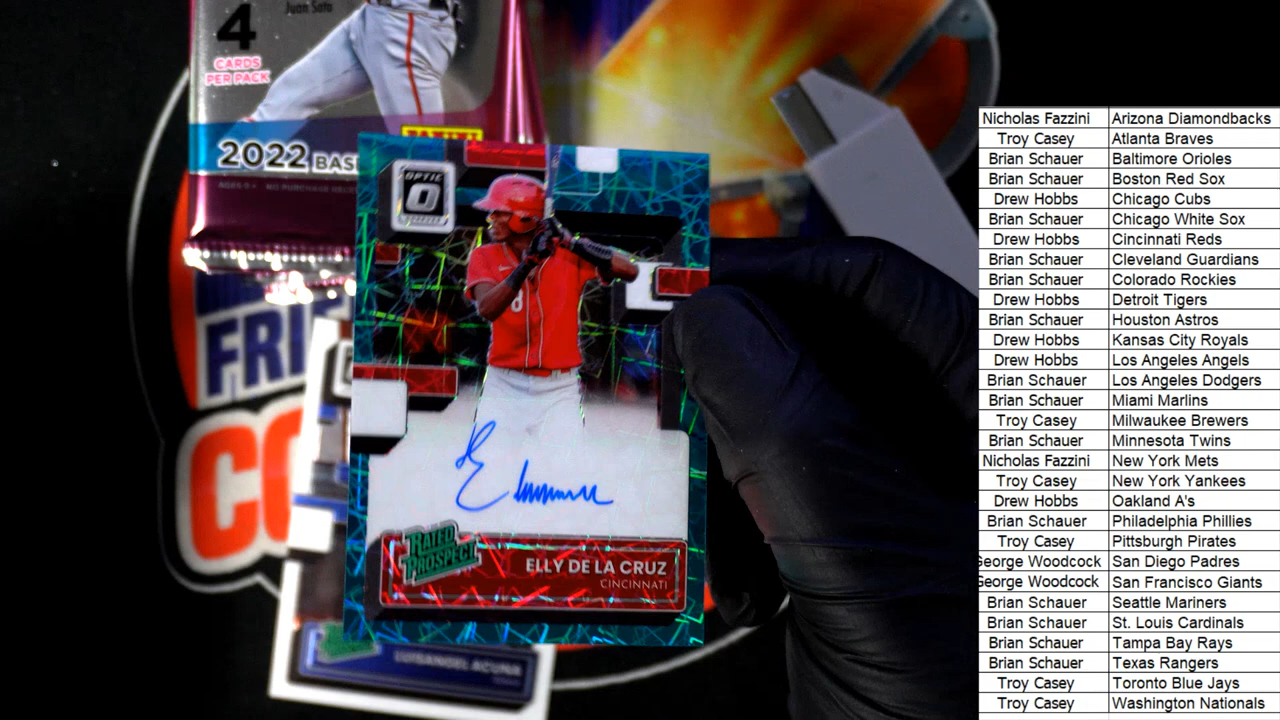 Juan Soto
4
CARDS
PER PACK
PANINI
2022 BAS
OPTIC
8
FRI
CO
RATED
PROSPECT
ELLY DE LA CRUZ
CINCINNATI
LUISANGEL ACUÑA
Nicholas Fazzini Arizona Diamondbacks
Troy Casey Atlanta Braves
Brian Schauer Baltimore Orioles
Brian Schauer Boston Red Sox
Drew Hobbs Chicago Cubs
Brian Schauer Chicago White Sox
Drew Hobbs Cincinnati Reds
Brian Schauer Cleveland Guardians
Brian Schauer Colorado Rockies
Drew Hobbs Detroit Tigers
Brian Schauer Houston Astros
Drew Hobbs Kansas City Royals
Drew Hobbs Los Angeles Angels
Brian Schauer Los Angeles Dodgers
Brian Schauer Miami Marlins
Troy Casey Milwaukee Brewers
Brian Schauer Minnesota Twins
Nicholas Fazzini New York Mets
Troy Casey New York Yankees
Drew Hobbs Oakland A's
Brian Schauer Philadelphia Phillies
Troy Casey Pittsburgh Pirates
George Woodcock San Diego Padres
George Woodcock San Francisco Giants
Brian Schauer Seattle Mariners
Brian Schauer St. Louis Cardinals
Brian Schauer Tampa Bay Rays
Brian Schauer Texas Rangers
Troy Casey Toronto Blue Jays
Troy Casey Washington Nationals